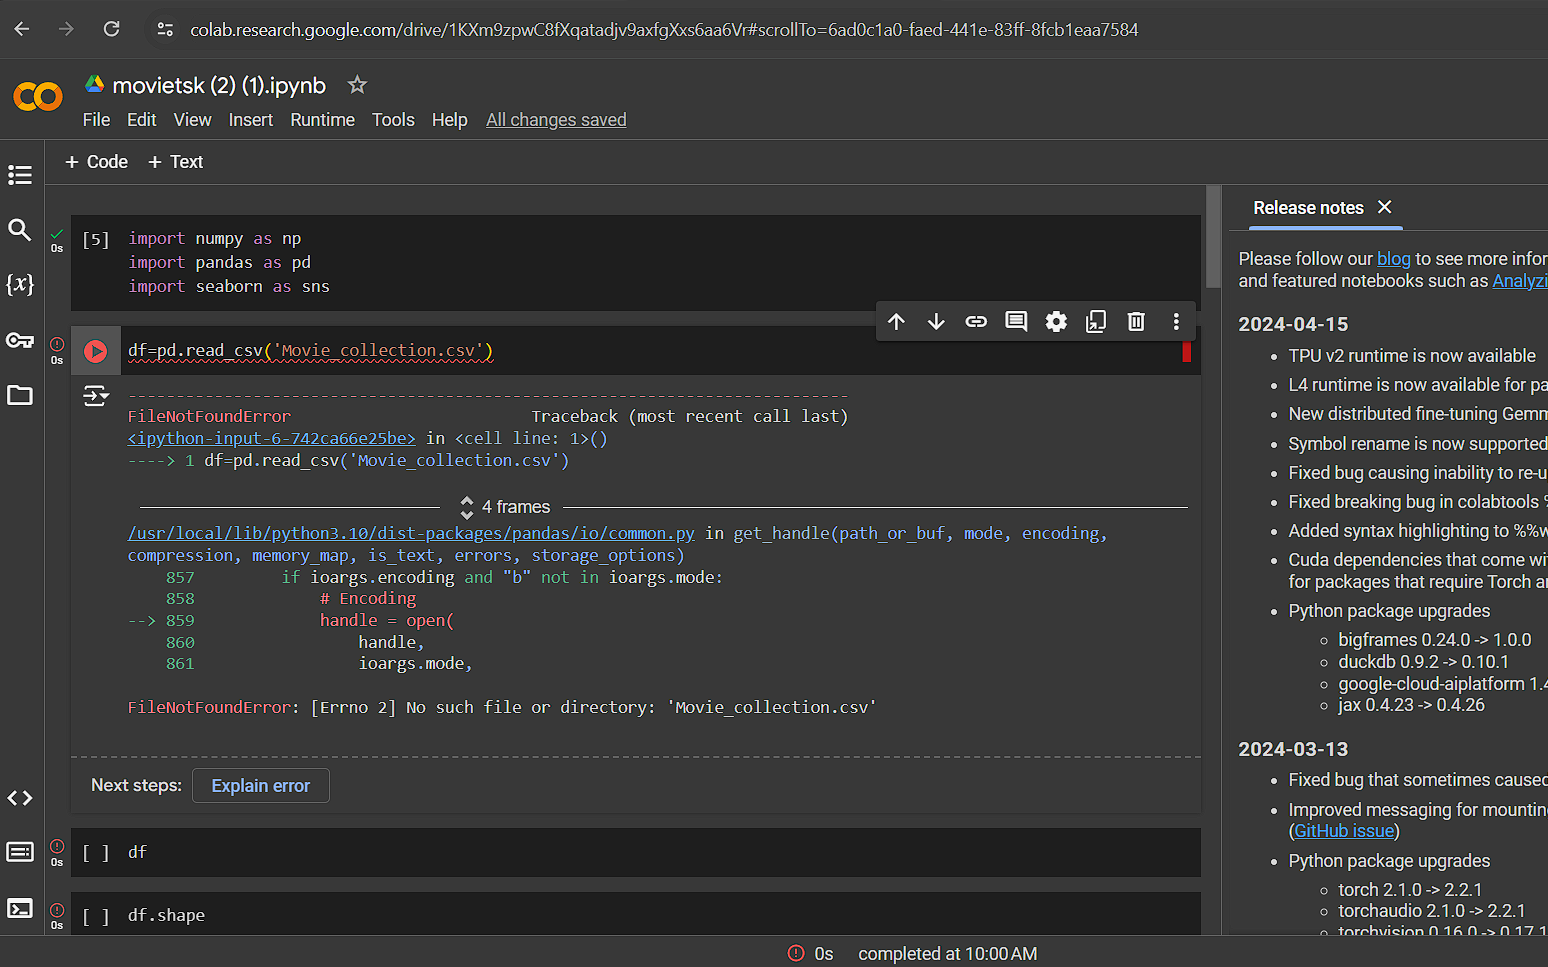 colab.research.google.com/drive/1KXm9zpwC8fXqatadjv9axfgXxs6aa6Vr#scrollTo=6ad0c1a0-faed-441e-83ff-8fcb1eaa7584
movietsk (2) (1).ipynb
File Edit View Insert Runtime Tools Help All changes saved
+ Code + Text
0s
[5] import numpy as np
import pandas as pd
import seaborn as sns
0s
df=pd.read_csv('Movie_collection.csv')
---------------------------------------------------------------------------
FileNotFoundError Traceback (most recent call last)
<ipython-input-6-742ca66e25be> in <cell line: 1>()
----> 1 df=pd.read_csv('Movie_collection.csv')
4 frames
/usr/local/lib/python3.10/dist-packages/pandas/io/common.py in get_handle(path_or_buf, mode, encoding,
compression, memory_map, is_text, errors, storage_options)
857 if ioargs.encoding and "b" not in ioargs.mode:
858 # Encoding
--> 859 handle = open(
860 handle,
861 ioargs.mode,
FileNotFoundError: [Errno 2] No such file or directory: 'Movie_collection.csv'
Next steps: Explain error
0s
[ ] df
0s
[ ] df.shape
0s completed at 10:00 AM
Release notes
Please follow our blog to see more infor
and featured notebooks such as Analyzi
2024-04-15
• TPU v2 runtime is now available
• L4 runtime is now available for pa
• New distributed fine-tuning Gemm
• Symbol rename is now supported
• Fixed bug causing inability to re-u
• Fixed breaking bug in colabtools %
• Added syntax highlighting to %%w
• Cuda dependencies that come wi
for packages that require Torch a
• Python package upgrades
○ bigframes 0.24.0 -> 1.0.0
○ duckdb 0.9.2 -> 0.10.1
○ google-cloud-aiplatform 1.4
○ jax 0.4.23 -> 0.4.26
2024-03-13
• Fixed bug that sometimes caused
• Improved messaging for mountin
(GitHub issue)
• Python package upgrades
○ torch 2.1.0 -> 2.2.1
○ torchaudio 2.1.0 -> 2.2.1
○ torchvision 0.16.0 -> 0.17.1